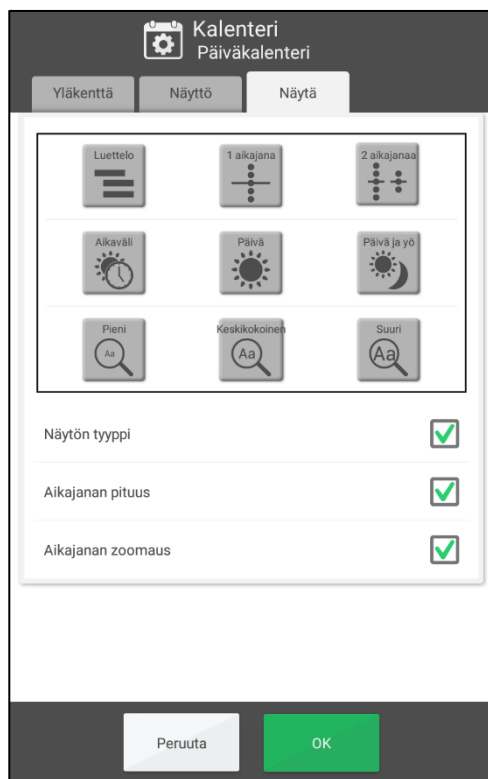 Kalenteri
Päiväkalenteri
Yläkenttä Näyttö Näytä
Luettelo 1 aikajana 2 aikajanaa
Aikaväli Päivä Päivä ja yö
Pieni Keskikokoinen Suuri
Aa Aa Aa
Näytön tyyppi
Aikajanan pituus
Aikajanan zoomaus
Peruuta OK